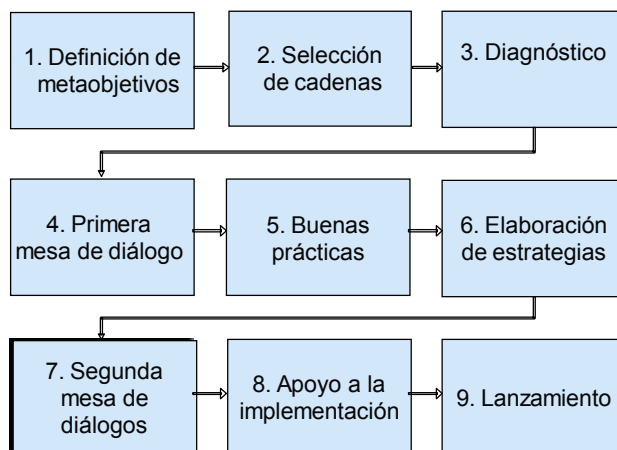 1. Definición de
metaobjetivos
2. Selección
de cadenas
3. Diagnóstico
4. Primera
mesa de diálogo
5. Buenas
prácticas
6. Elaboración
de estrategias
7. Segunda
mesa de
diálogos
8. Apoyo a la
implementación
9. Lanzamiento